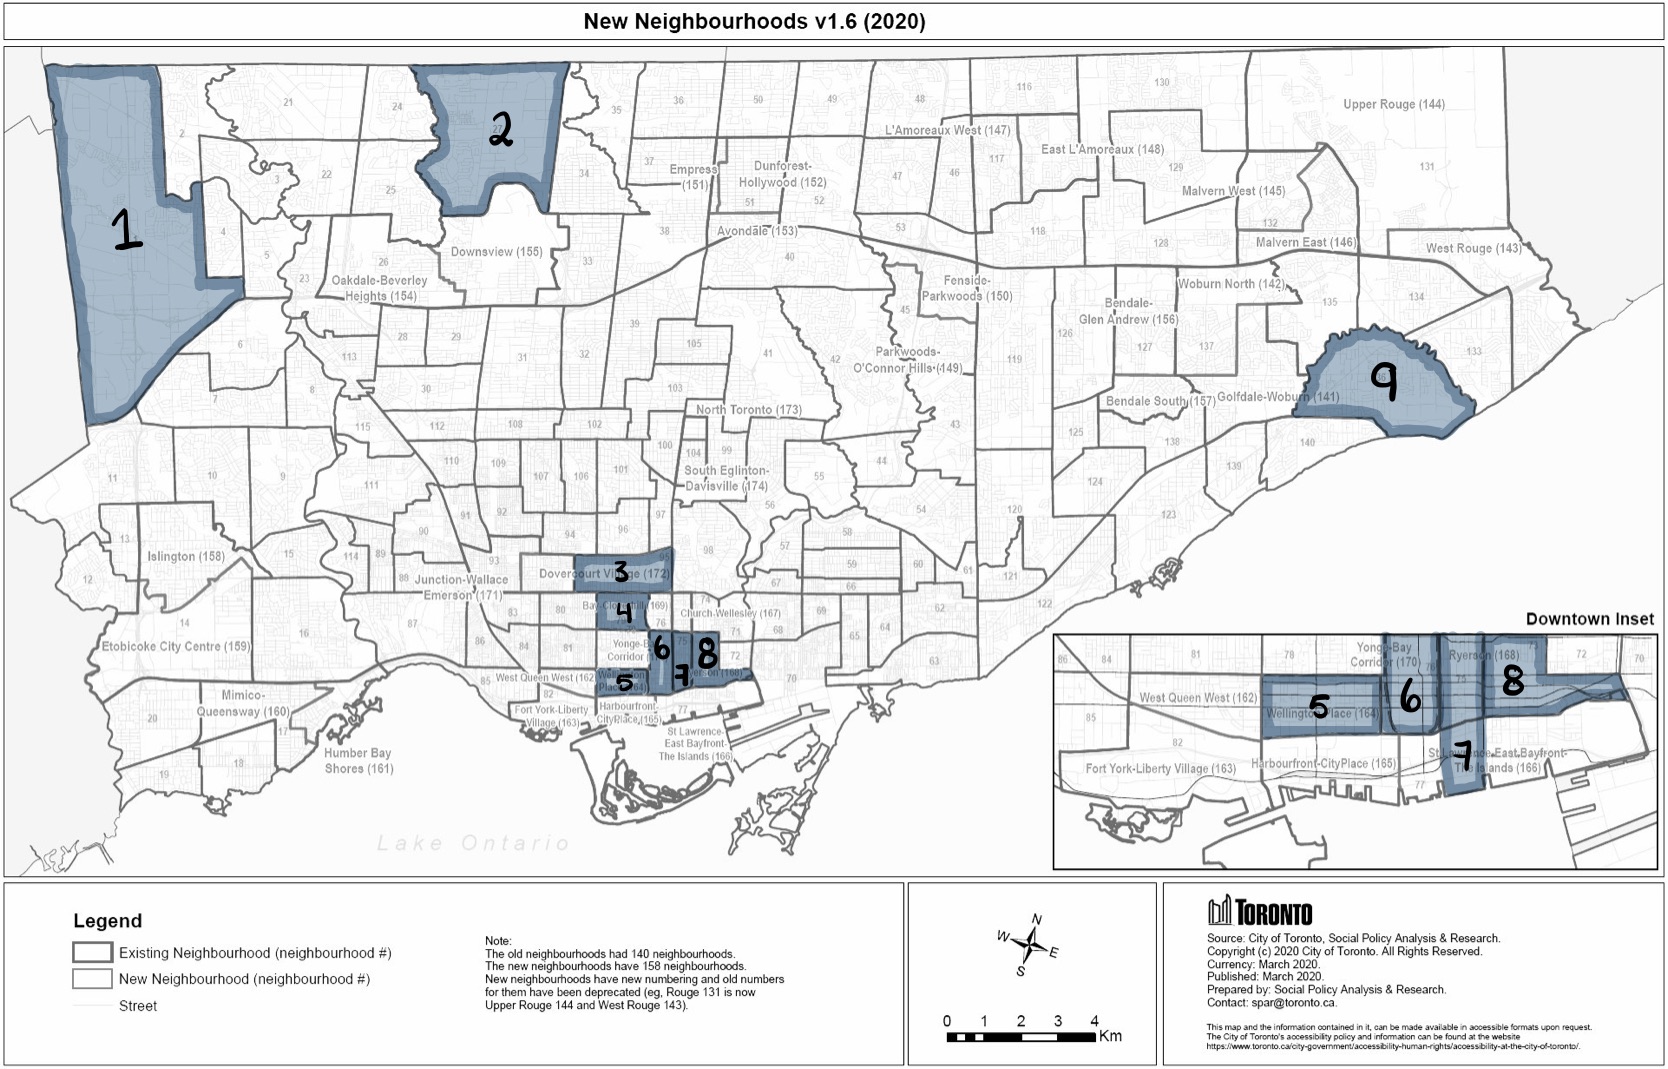 New Neighbourhoods v1.6 (2020)
1
2
3
4
5
6
7
8
9
21
24
2
27
35
36
50
49
48
116
130
Upper Rouge (144)
L'Amoreaux West (147)
East L'Amoreaux (148)
117
129
131
Malvern West (145)
3
22
25
34
37
Empress
(151)
Dunforest-
Hollywood (152)
51
52
47
46
4
5
23
26
Oakdale-Beverley
Heights (154)
Downsview (155)
33
38
Avondale (153)
40
53
118
128
132
Malvern East (146)
West Rouge (143)
Fenside-
Parkwoods (150)
Woburn North (142)
Bendale-
Glen Andrew (156)
135
134
133
45
126
127
137
6
113
28
29
31
32
39
105
41
42
Parkwoods-
O'Connor Hills (149)
119
7
8
30
103
North Toronto (173)
Bendale South (157)
Golfdale-Woburn (141)
115
112
108
102
43
125
138
140
139
11
10
9
111
110
109
107
106
101
100
104
99
South Eglinton-
Davisville (174)
55
44
124
123
13
Islington (158)
15
12
114
89
90
91
92
94
96
97
98
56
54
120
57
58
59
60
61
121
122
93
95
Dovercourt Village (172)
88
Junction-Wallace
Emerson (171)
67
66
14
Etobicoke City Centre (159)
16
87
83
80
76
74
Church-Wellesley (167)
69
62
86
84
81
75
71
68
65
64
72
63
85
West Queen West (162
82
Fort York-Liberty
Village (163)
Harbourfront-
CityPlace (165)
77
70
St Lawrence-
East Bayfront-
The Islands (166)
Mimico-
Queensway (160)
20
17
19
18
Humber Bay
Shores (161)
Lake Ontario
Downtown Inset
86
84
81
78
Yonge-Bay
Corridor (170)
76
75
Ryerson (168)
72
70
West Queen West (162)
Wellington Place (164)
85
82
Fort York-Liberty Village (163)
Harbourfront-CityPlace (165)
77
St Lawrence-East Bayfront-
The Islands (166)
Legend
Existing Neighbourhood (neighbourhood #)
New Neighbourhood (neighbourhood #)
Street
Note:
The old neighbourhoods had 140 neighbourhoods.
The new neighbourhoods have 158 neighbourhoods.
New neighbourhoods have new numbering and old numbers
for them have been deprecated (eg, Rouge 131 is now
Upper Rouge 144 and West Rouge 143).
N
W
E
S
0 1 2 3 4
Km
TORONTO
Source: City of Toronto, Social Policy Analysis & Research.
Copyright (c) 2020 City of Toronto. All Rights Reserved.
Currency: March 2020.
Published: March 2020.
Prepared by: Social Policy Analysis & Research.
Contact: spar@toronto.ca.
This map and the information contained in it, can be made available in accessible formats upon request.
The City of Toronto's accessibility policy and information can be found at the website
https://www.toronto.ca/city-government/accessibility-human-rights/accessibility-at-the-city-of-toronto/.